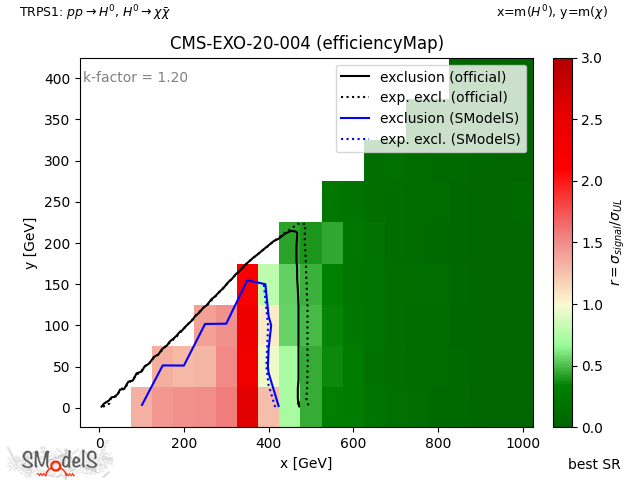 TRPS1: pp → H⁰, H⁰ → χχ̄
x=m(H⁰), y=m(χ)
CMS-EXO-20-004 (efficiencyMap)
k-factor = 1.20
exclusion (official)
exp. excl. (official)
exclusion (SModelS)
exp. excl. (SModelS)
400
350
300
250
200
150
100
50
0
y [GeV]
0 200 400 600 800 1000
x [GeV]
3.0
2.5
2.0
1.5
1.0
0.5
0.0
r = σsignal/σUL
best SR
SModelS